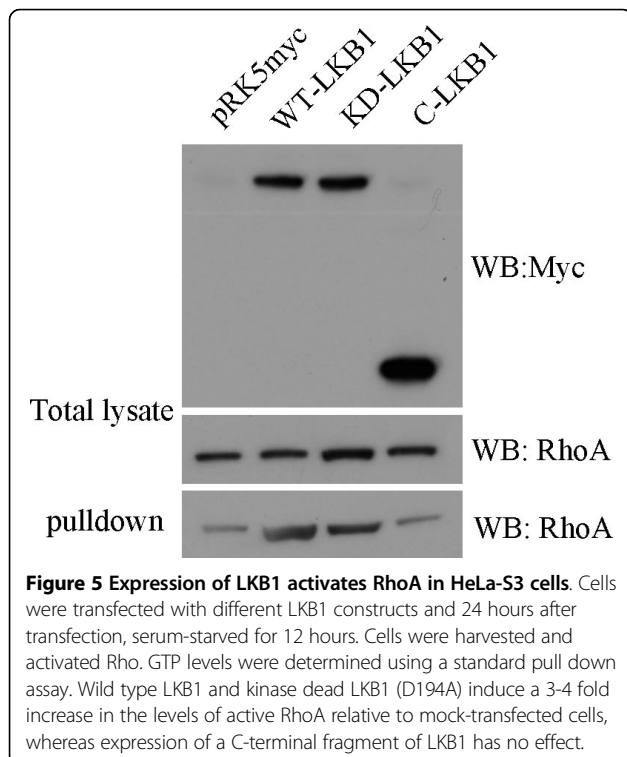 pRK5myc
WT-LKB1
KD-LKB1
C-LKB1
WB:Myc
Total lysate
WB: RhoA
pulldown
WB: RhoA
Figure 5 Expression of LKB1 activates RhoA in HeLa-S3 cells. Cells
were transfected with different LKB1 constructs and 24 hours after
transfection, serum-starved for 12 hours. Cells were harvested and
activated Rho. GTP levels were determined using a standard pull down
assay. Wild type LKB1 and kinase dead LKB1 (D194A) induce a 3-4 fold
increase in the levels of active RhoA relative to mock-transfected cells,
whereas expression of a C-terminal fragment of LKB1 has no effect.